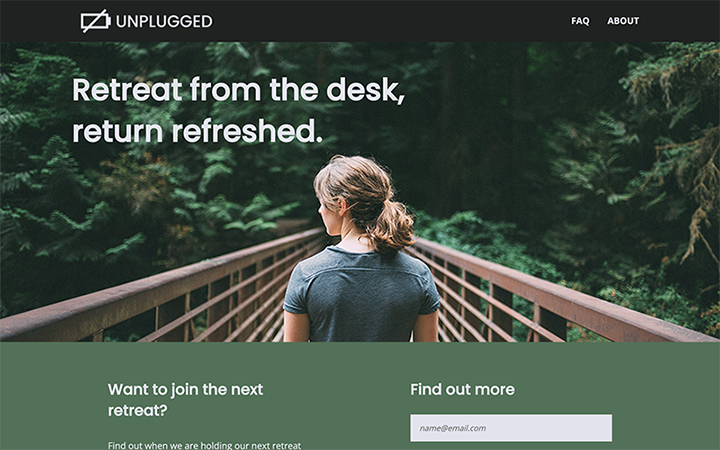 UNPLUGGED
FAQ ABOUT
Retreat from the desk,
return refreshed.
Want to join the next
retreat?
Find out when we are holding our next retreat
Find out more
name@email.com